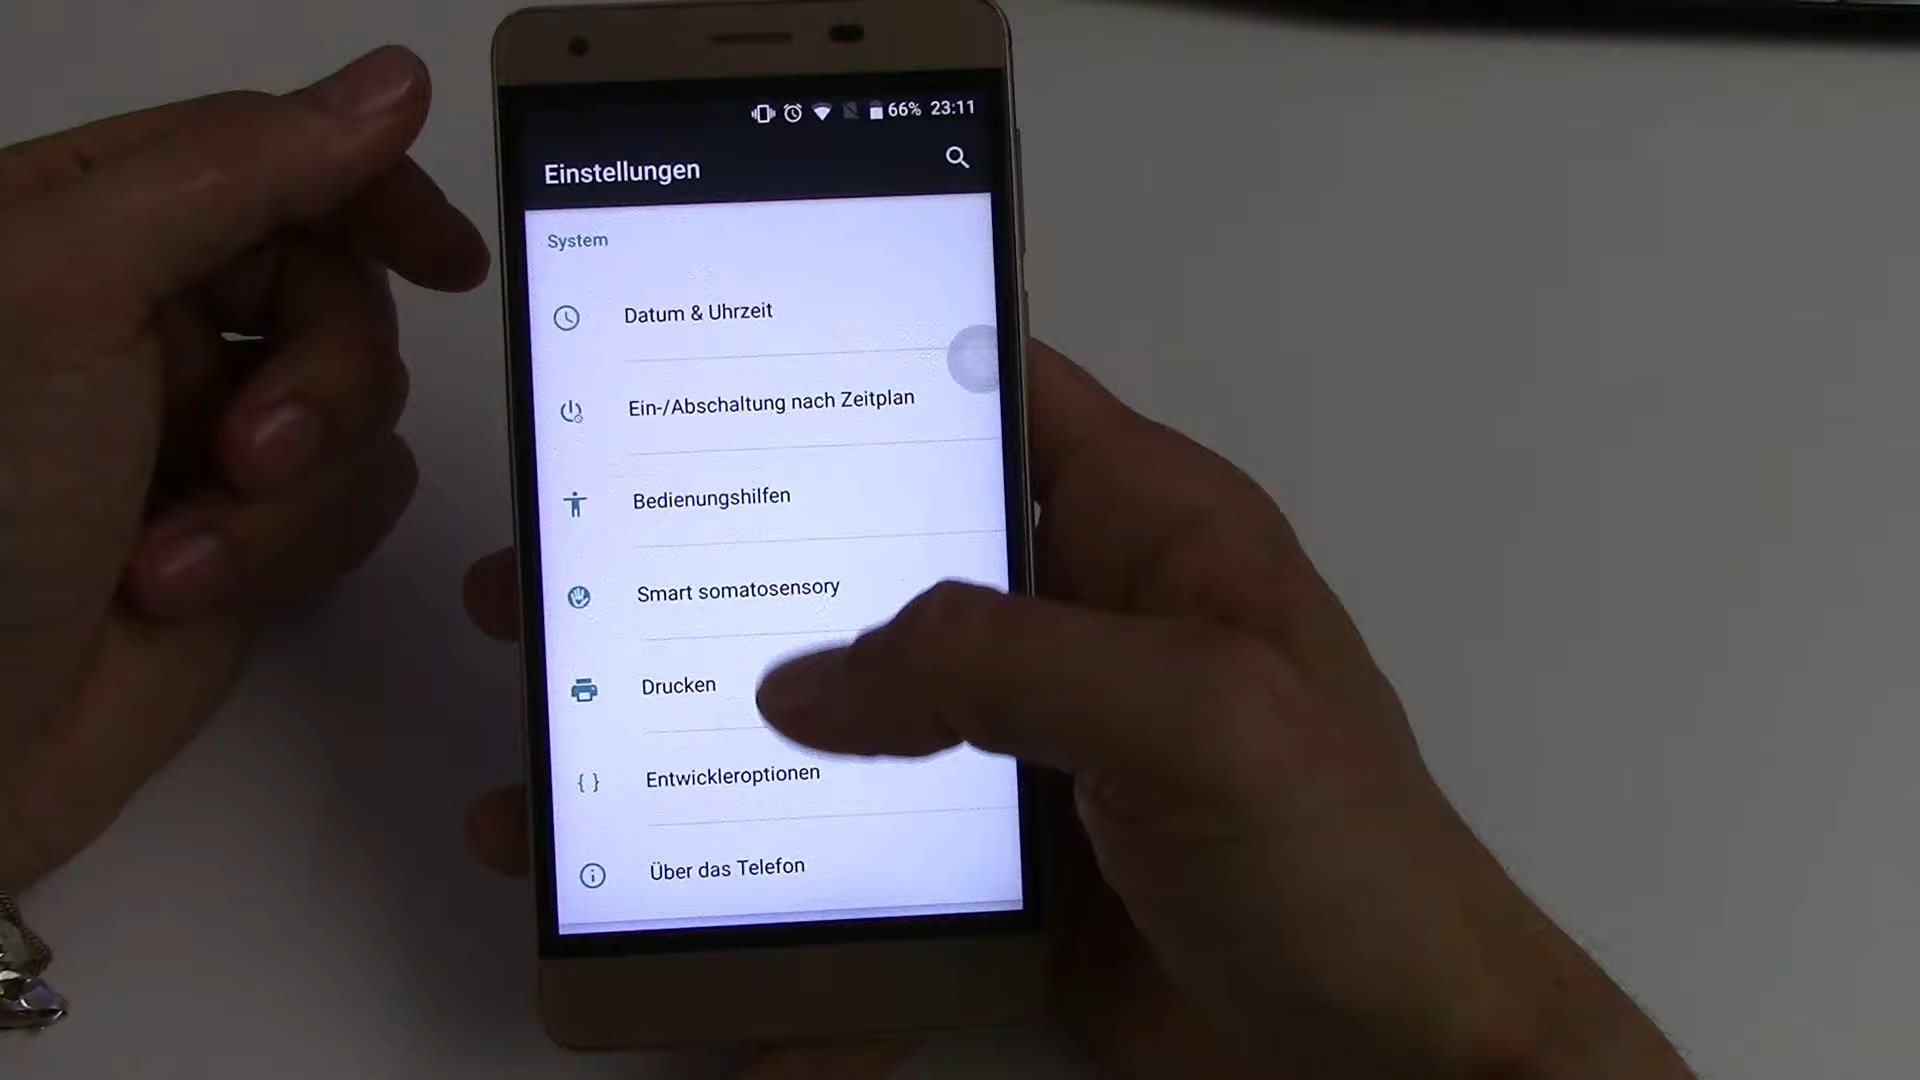 66% 23:11
Einstellungen
System
Datum & Uhrzeit
Ein-/Abschaltung nach Zeitplan
Bedienungshilfen
Smart somatosensory
Drucken
{ } Entwickleroptionen
Über das Telefon